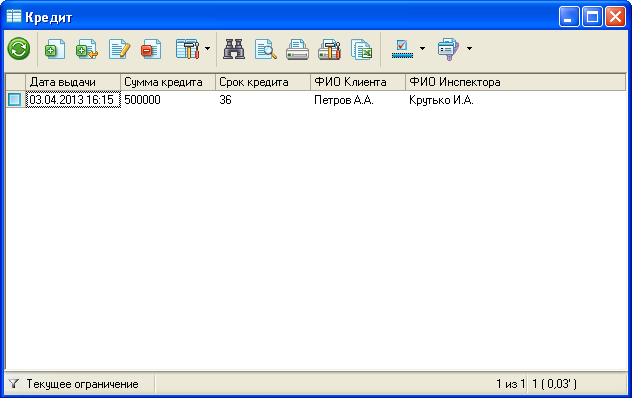 Кредит
Дата выдачи Сумма кредита Срок кредита ФИО Клиента ФИО Инспектора
03.04.2013 16:15 500000 36 Петров А.А. Крутько И.А.
Текущее ограничение 1 из 1 1 ( 0,03' )